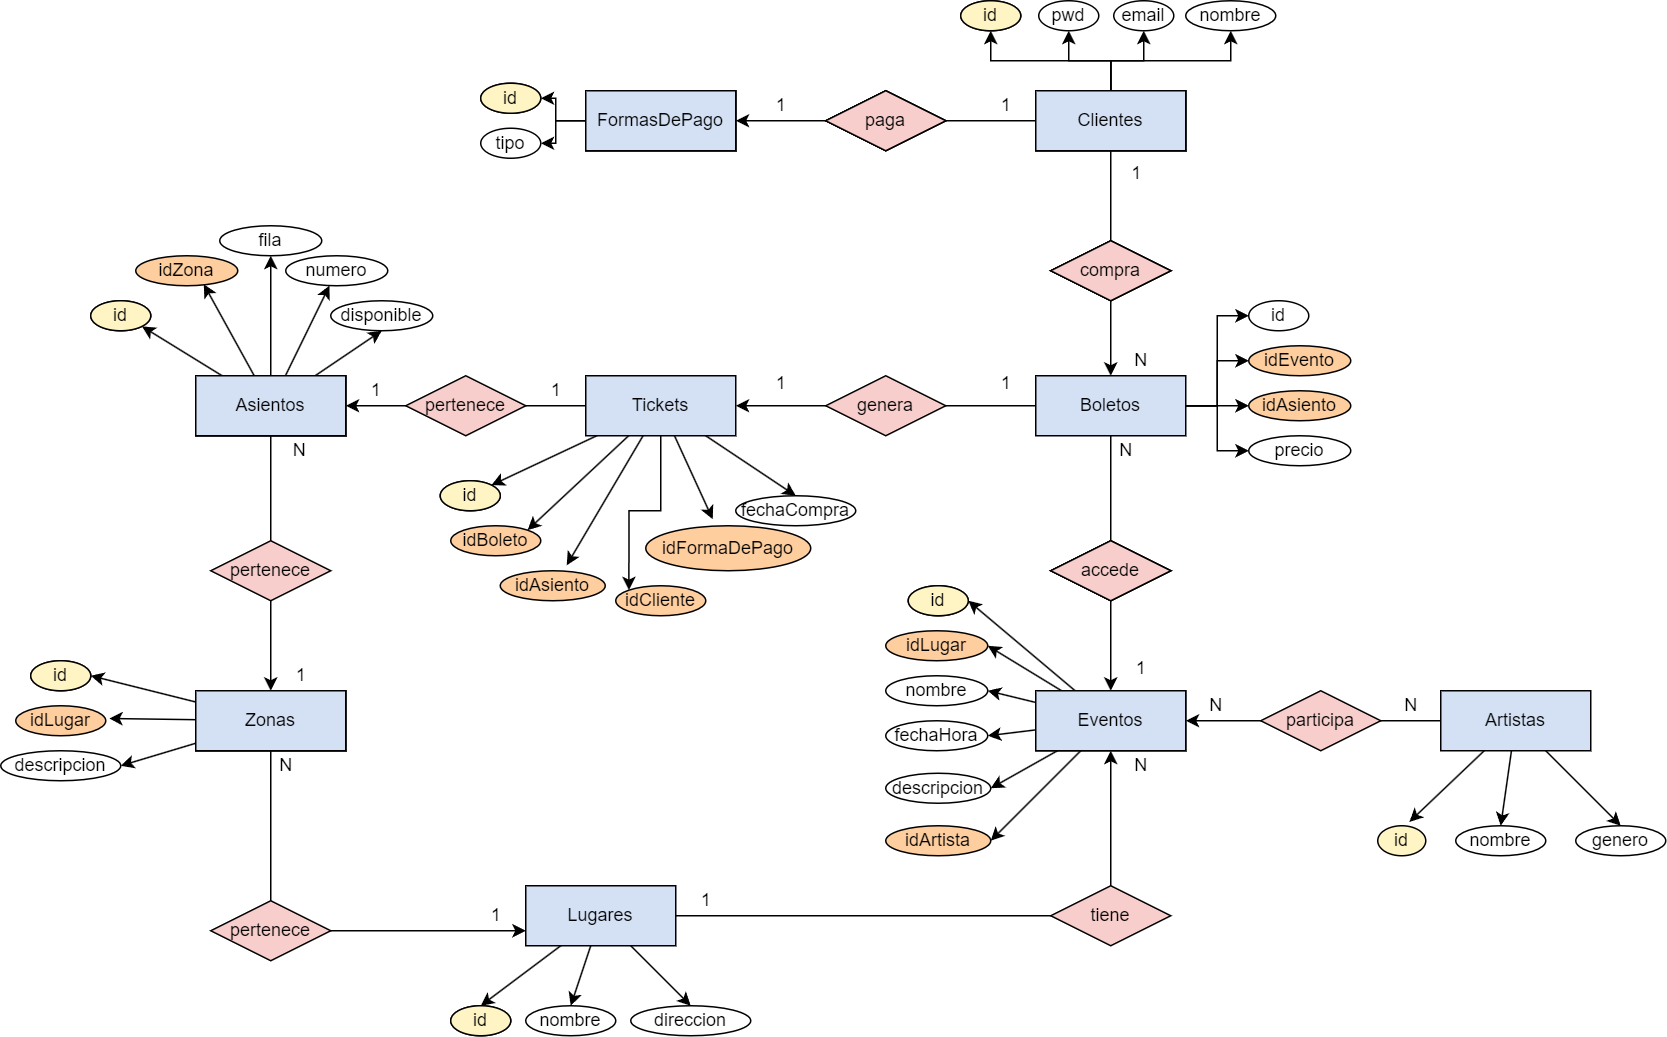 id
pwd
email
nombre
id
tipo
FormasDePago
1
paga
1
Clientes
1
compra
N
fila
idZona
numero
id
disponible
Asientos
1
pertenece
1
Tickets
1
genera
1
Boletos
id
idEvento
idAsiento
precio
N
N
id
idBoleto
idAsiento
idCliente
idFormaDePago
fechaCompra
pertenece
accede
1
1
id
idLugar
descripcion
Zonas
N
id
idLugar
nombre
fechaHora
descripcion
idArtista
Eventos
N
N
participa
N
Artistas
id
nombre
genero
pertenece
1
Lugares
1
tiene
id
nombre
direccion